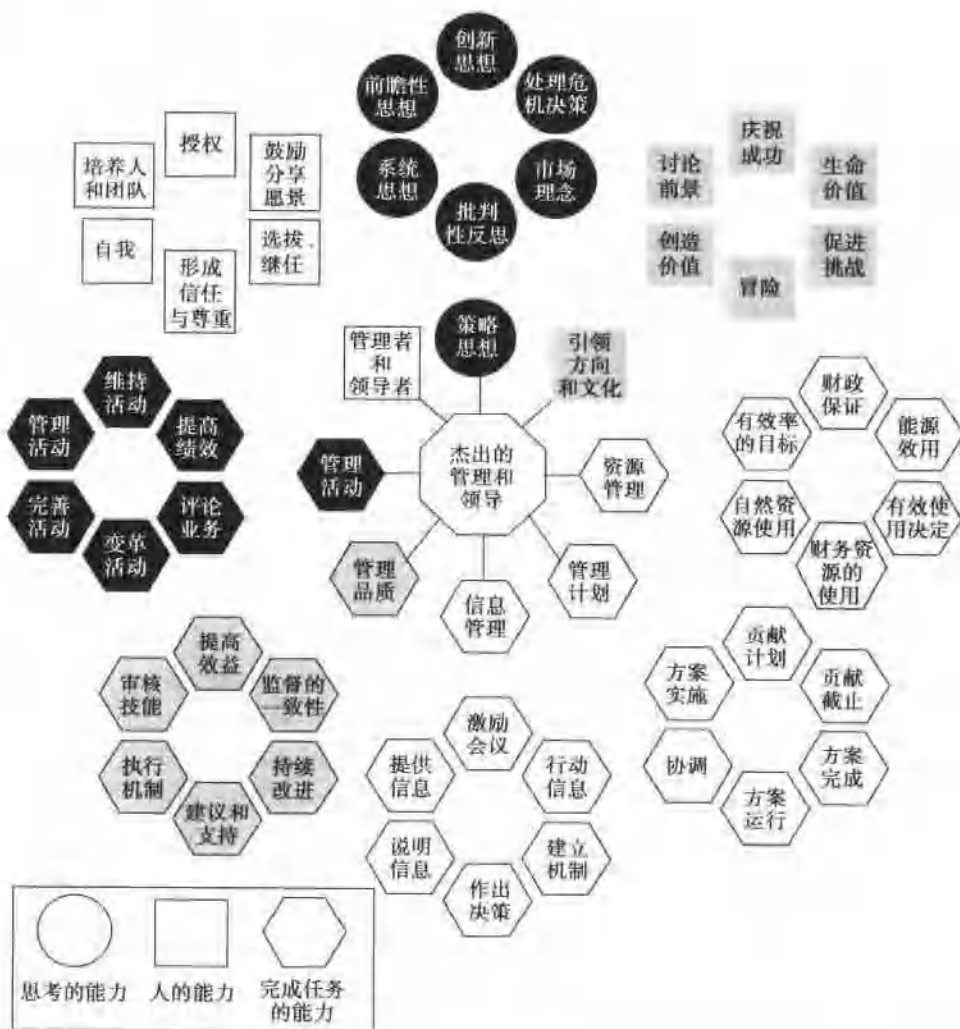 创新
思想
前瞻性
思想
处理危
机决策
系统
思想
市场
理念
批判
性反思
授权
培养人
和团队
鼓励
分享
愿景
自我
选拔、
继任
形成
信任
与尊重
庆祝
成功
讨论
前景
生命
价值
创造
价值
促进
挑战
冒险
策略
思想
管理者
和
领导者
引领
方向
和文化
管理
活动
杰出的
管理和
领导
资源
管理
管理
品质
信息
管理
管理
计划
维持
活动
管理
活动
提高
绩效
完善
活动
评论
业务
变革
活动
财政
保证
有效率
的目标
能源
效用
自然资
源使用
有效使
用决定
财务资
源的
使用
提高
效益
审核
技能
监督的
一致性
执行
机制
持续
改进
建议和
支持
激励
会议
提供
信息
行动
信息
说明
信息
建立
机制
作出
决策
贡献
计划
方案
实施
贡献
截止
协调
方案
完成
方案
运行
思考的能力
人的能力
完成任务
的能力